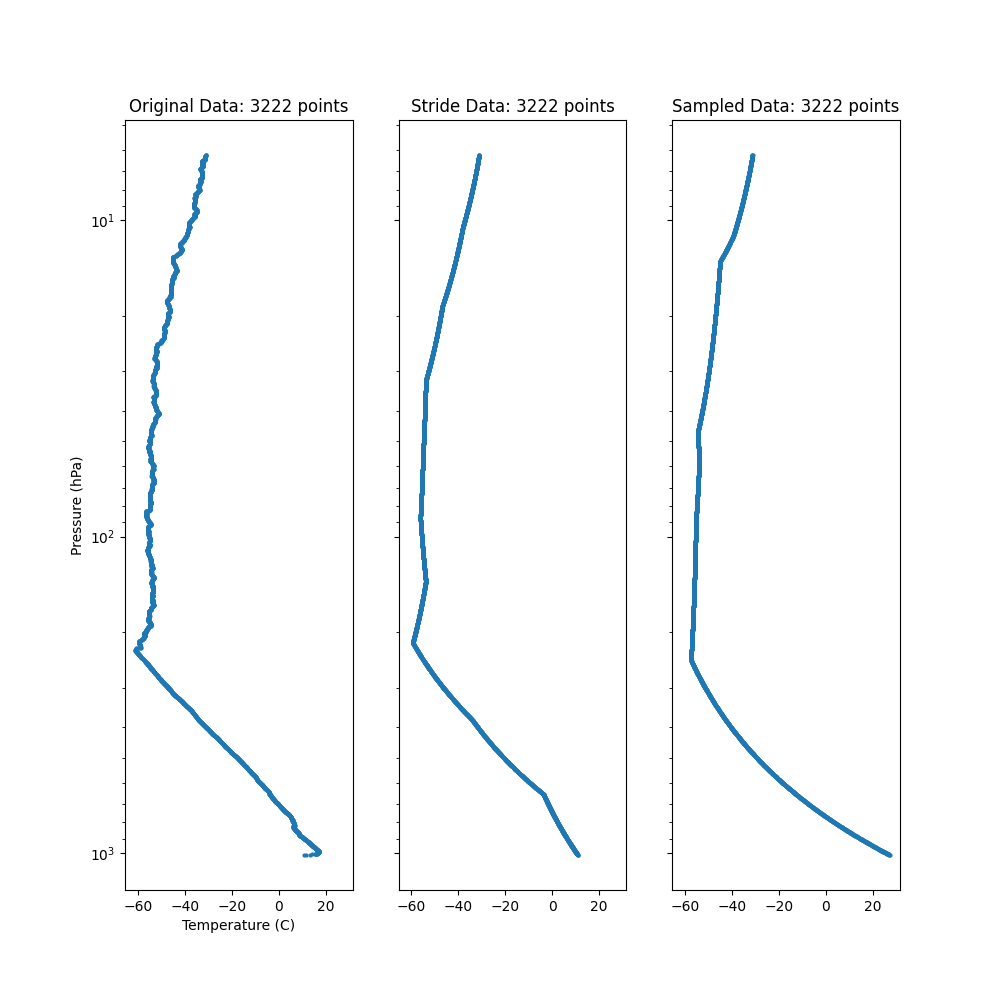 Original Data: 3222 points
Stride Data: 3222 points
Sampled Data: 3222 points
10¹
10²
10³
Pressure (hPa)
−60 −40 −20 0 20
−60 −40 −20 0 20
−60 −40 −20 0 20
Temperature (C)